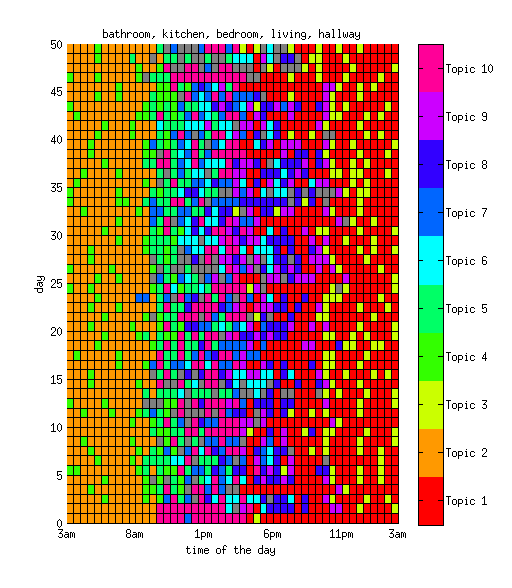 bathroom, kitchen, bedroom, living, hallway
50
45
40
35
30
25
20
15
10
5
0
day
3am 8am 1pm 6pm 11pm 3am
time of the day
Topic 10
Topic 9
Topic 8
Topic 7
Topic 6
Topic 5
Topic 4
Topic 3
Topic 2
Topic 1